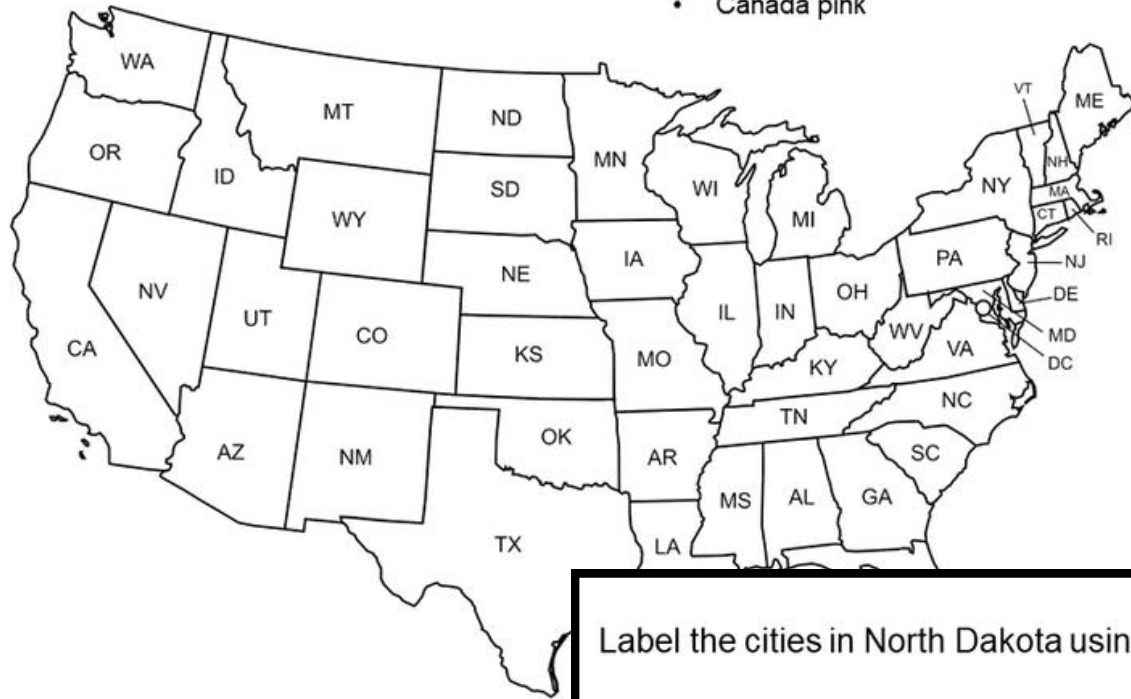 • Canada pink
WA
MT
ND
MN
VT
ME
OR
ID
SD
WI
NY
NH
WY
MI
MA
CT
RI
IA
PA
NJ
NE
NV
UT
CO
IL
IN
OH
DE
CA
KS
MO
WV
VA
MD
DC
KY
AZ
NM
OK
AR
TN
NC
SC
MS
AL
GA
TX
LA
Label the cities in North Dakota usin